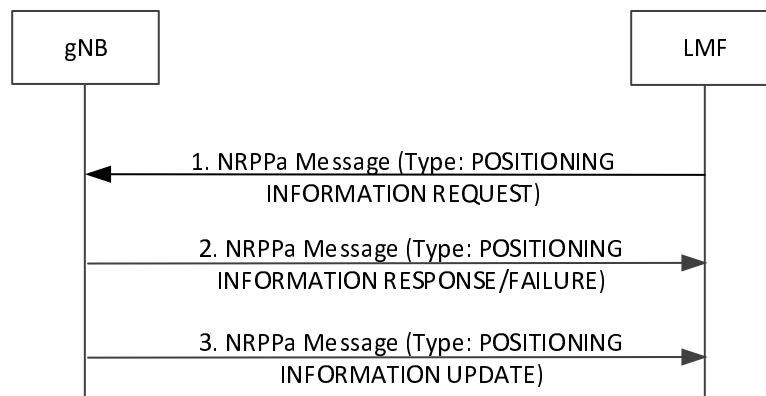 gNB
LMF
1. NRPPa Message (Type: POSITIONING
INFORMATION REQUEST)
2. NRPPa Message (Type: POSITIONING
INFORMATION RESPONSE/FAILURE)
3. NRPPa Message (Type: POSITIONING
INFORMATION UPDATE)